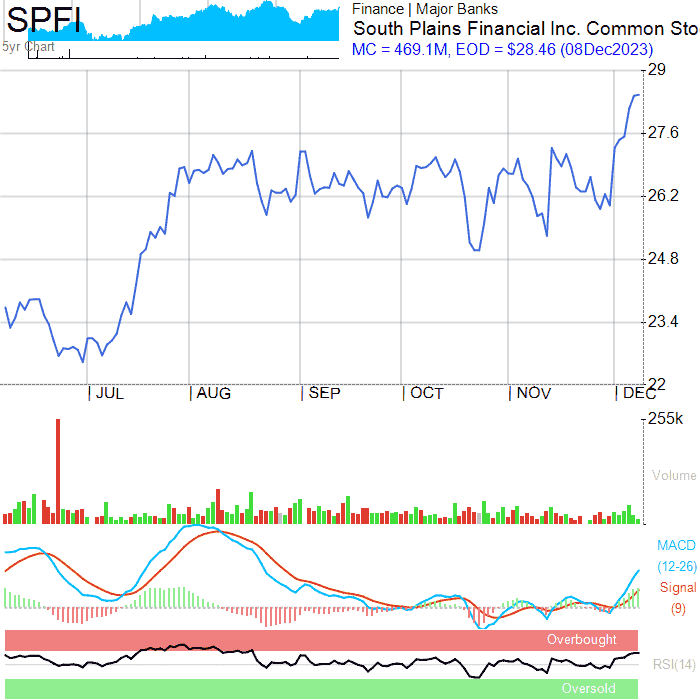 SPFI
5yr Chart
Finance | Major Banks
South Plains Financial Inc. Common Sto
MC = 469.1M, EOD = $28.46 (08Dec2023)
29
27.6
26.2
24.8
23.4
22
JUL
AUG
SEP
OCT
NOV
DEC
255k
Volume
MACD
(12-26)
Signal
(9)
Overbought
RSI(14)
Oversold